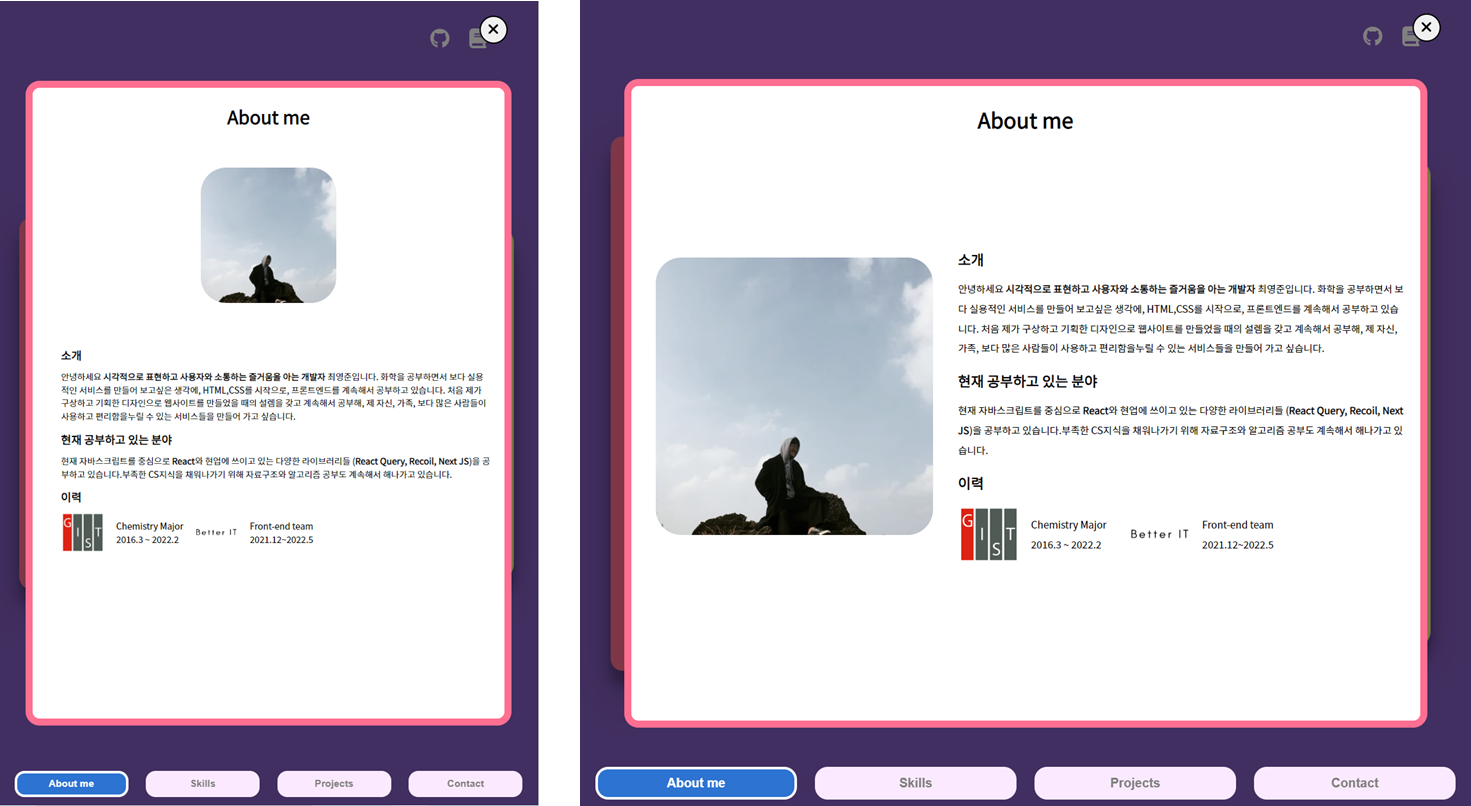 About me
소개
안녕하세요 시각적으로 표현하고 사용자와 소통하는 즐거움을 아는 개발자 최영준입니다. 화학을 공부하면서 보다 실용
적인 서비스를 만들어 보고싶은 생각에, HTML,CSS를 시작으로, 프론트엔드를 계속해서 공부하고 있습니다. 처음 제가
구상하고 기획한 디자인으로 웹사이트를 만들었을 때의 설렘을 갖고 계속해서 공부해, 제 자신, 가족, 보다 많은 사람들이
사용하고 편리함을누릴 수 있는 서비스들을 만들어 가고 싶습니다.
현재 공부하고 있는 분야
현재 자바스크립트를 중심으로 React와 현업에 쓰이고 있는 다양한 라이브러리들 (React Query, Recoil, Next JS)을 공
부하고 있습니다.부족한 CS지식을 채워나가기 위해 자료구조와 알고리즘 공부도 계속해서 해나가고 있습니다.
이력
GIST
Chemistry Major
2016.3 ~ 2022.2
Better IT
Front-end team
2021.12~2022.5
About me
Skills
Projects
Contact
About me
소개
안녕하세요 시각적으로 표현하고 사용자와 소통하는 즐거움을 아는 개발자 최영준입니다. 화학을 공부하면서 보
다 실용적인 서비스를 만들어 보고싶은 생각에, HTML,CSS를 시작으로, 프론트엔드를 계속해서 공부하고 있습
니다. 처음 제가 구상하고 기획한 디자인으로 웹사이트를 만들었을 때의 설렘을 갖고 계속해서 공부해, 제 자신,
가족, 보다 많은 사람들이 사용하고 편리함을누릴 수 있는 서비스들을 만들어 가고 싶습니다.
현재 공부하고 있는 분야
현재 자바스크립트를 중심으로 React와 현업에 쓰이고 있는 다양한 라이브러리들 (React Query, Recoil, Next
JS)을 공부하고 있습니다.부족한 CS지식을 채워나가기 위해 자료구조와 알고리즘 공부도 계속해서 해나가고 있
습니다.
이력
GIST
Chemistry Major
2016.3 ~ 2022.2
Better IT
Front-end team
2021.12~2022.5
About me
Skills
Projects
Contact